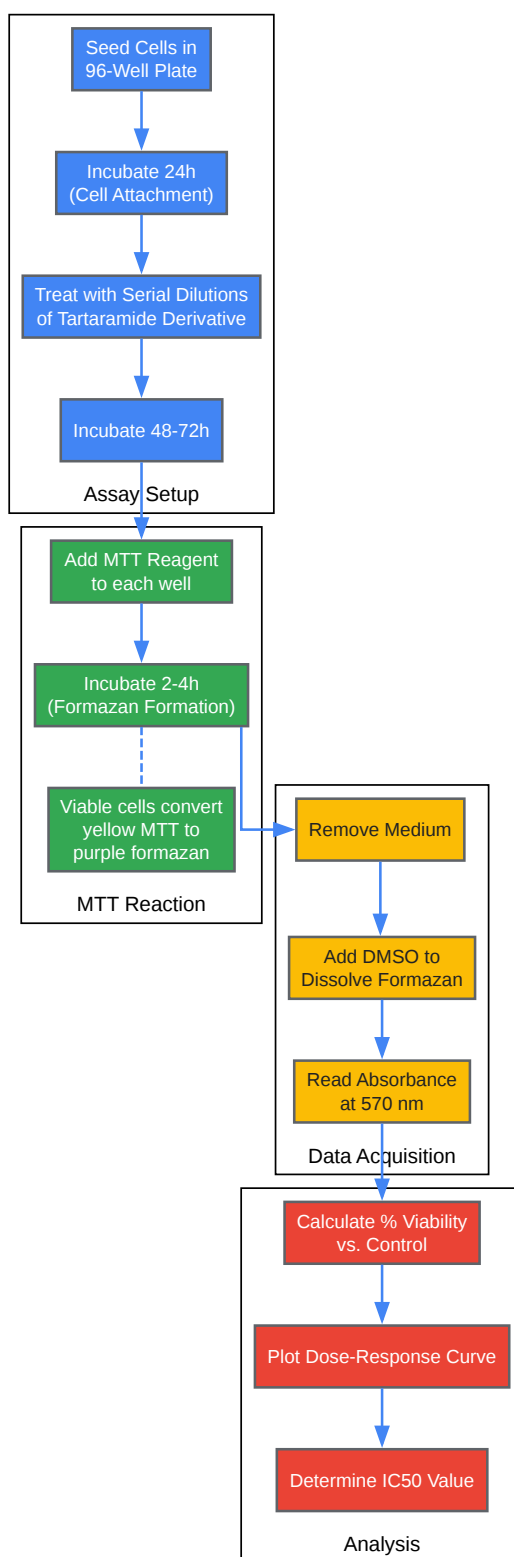 Seed Cells in
96-Well Plate
Incubate 24h
(Cell Attachment)
Treat with Serial Dilutions
of Tartaramide Derivative
Incubate 48-72h
Assay Setup
Add MTT Reagent
to each well
Incubate 2-4h
(Formazan Formation)
Viable cells convert
yellow MTT to
purple formazan
MTT Reaction
Remove Medium
Add DMSO to
Dissolve Formazan
Read Absorbance
at 570 nm
Data Acquisition
Calculate % Viability
vs. Control
Plot Dose-Response Curve
Determine IC50 Value
Analysis